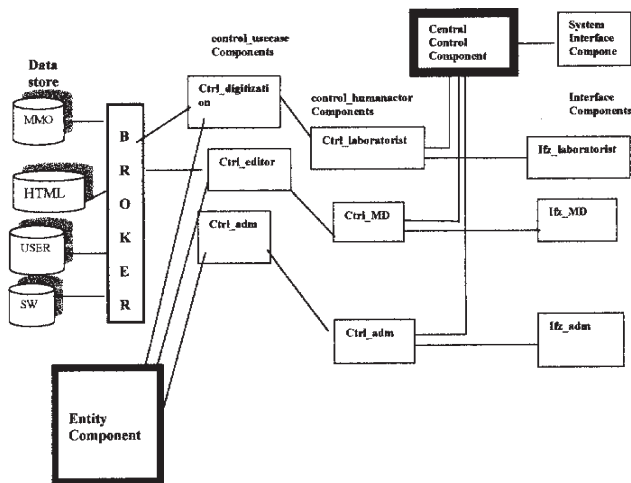 Data
store
MMO
HTML
USER
SW
B
R
O
K
E
R
control_usecase
Components
Ctrl_digitizati
on
Ctrl_editor
Ctrl_adm
Entity
Component
control_humanactor
Components
Ctrl_laboratorist
Ctrl_MD
Ctrl_adm
Central
Control
Component
System
Interface
Compone
Interface
Components
Ifz_laboratorist
Ifz_MD
Ifz_adm